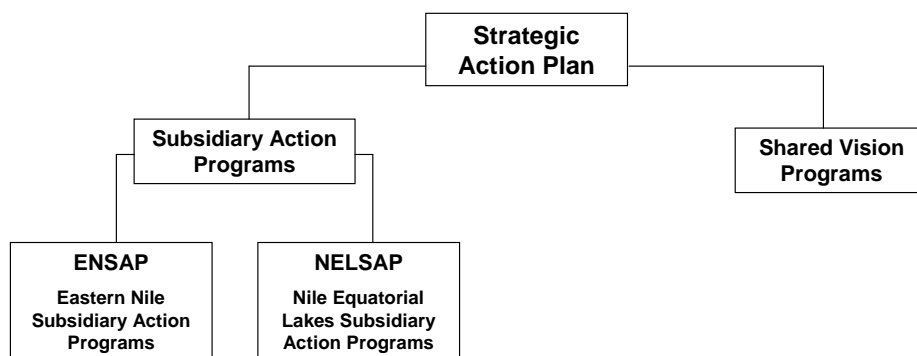 Strategic
Action Plan
Subsidiary Action
Programs
Shared Vision
Programs
ENSAP
Eastern Nile
Subsidiary Action
Programs
NELSAP
Nile Equatorial
Lakes Subsidiary
Action Programs